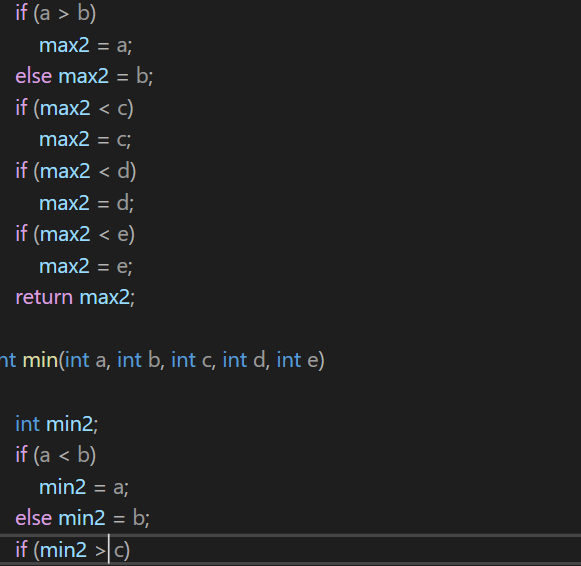 if (a > b)
max2 = a;
else max2 = b;
if (max2 < c)
max2 = c;
if (max2 < d)
max2 = d;
if (max2 < e)
max2 = e;
return max2;
nt min(int a, int b, int c, int d, int e)
int min2;
if (a < b)
min2 = a;
else min2 = b;
if (min2 > c)